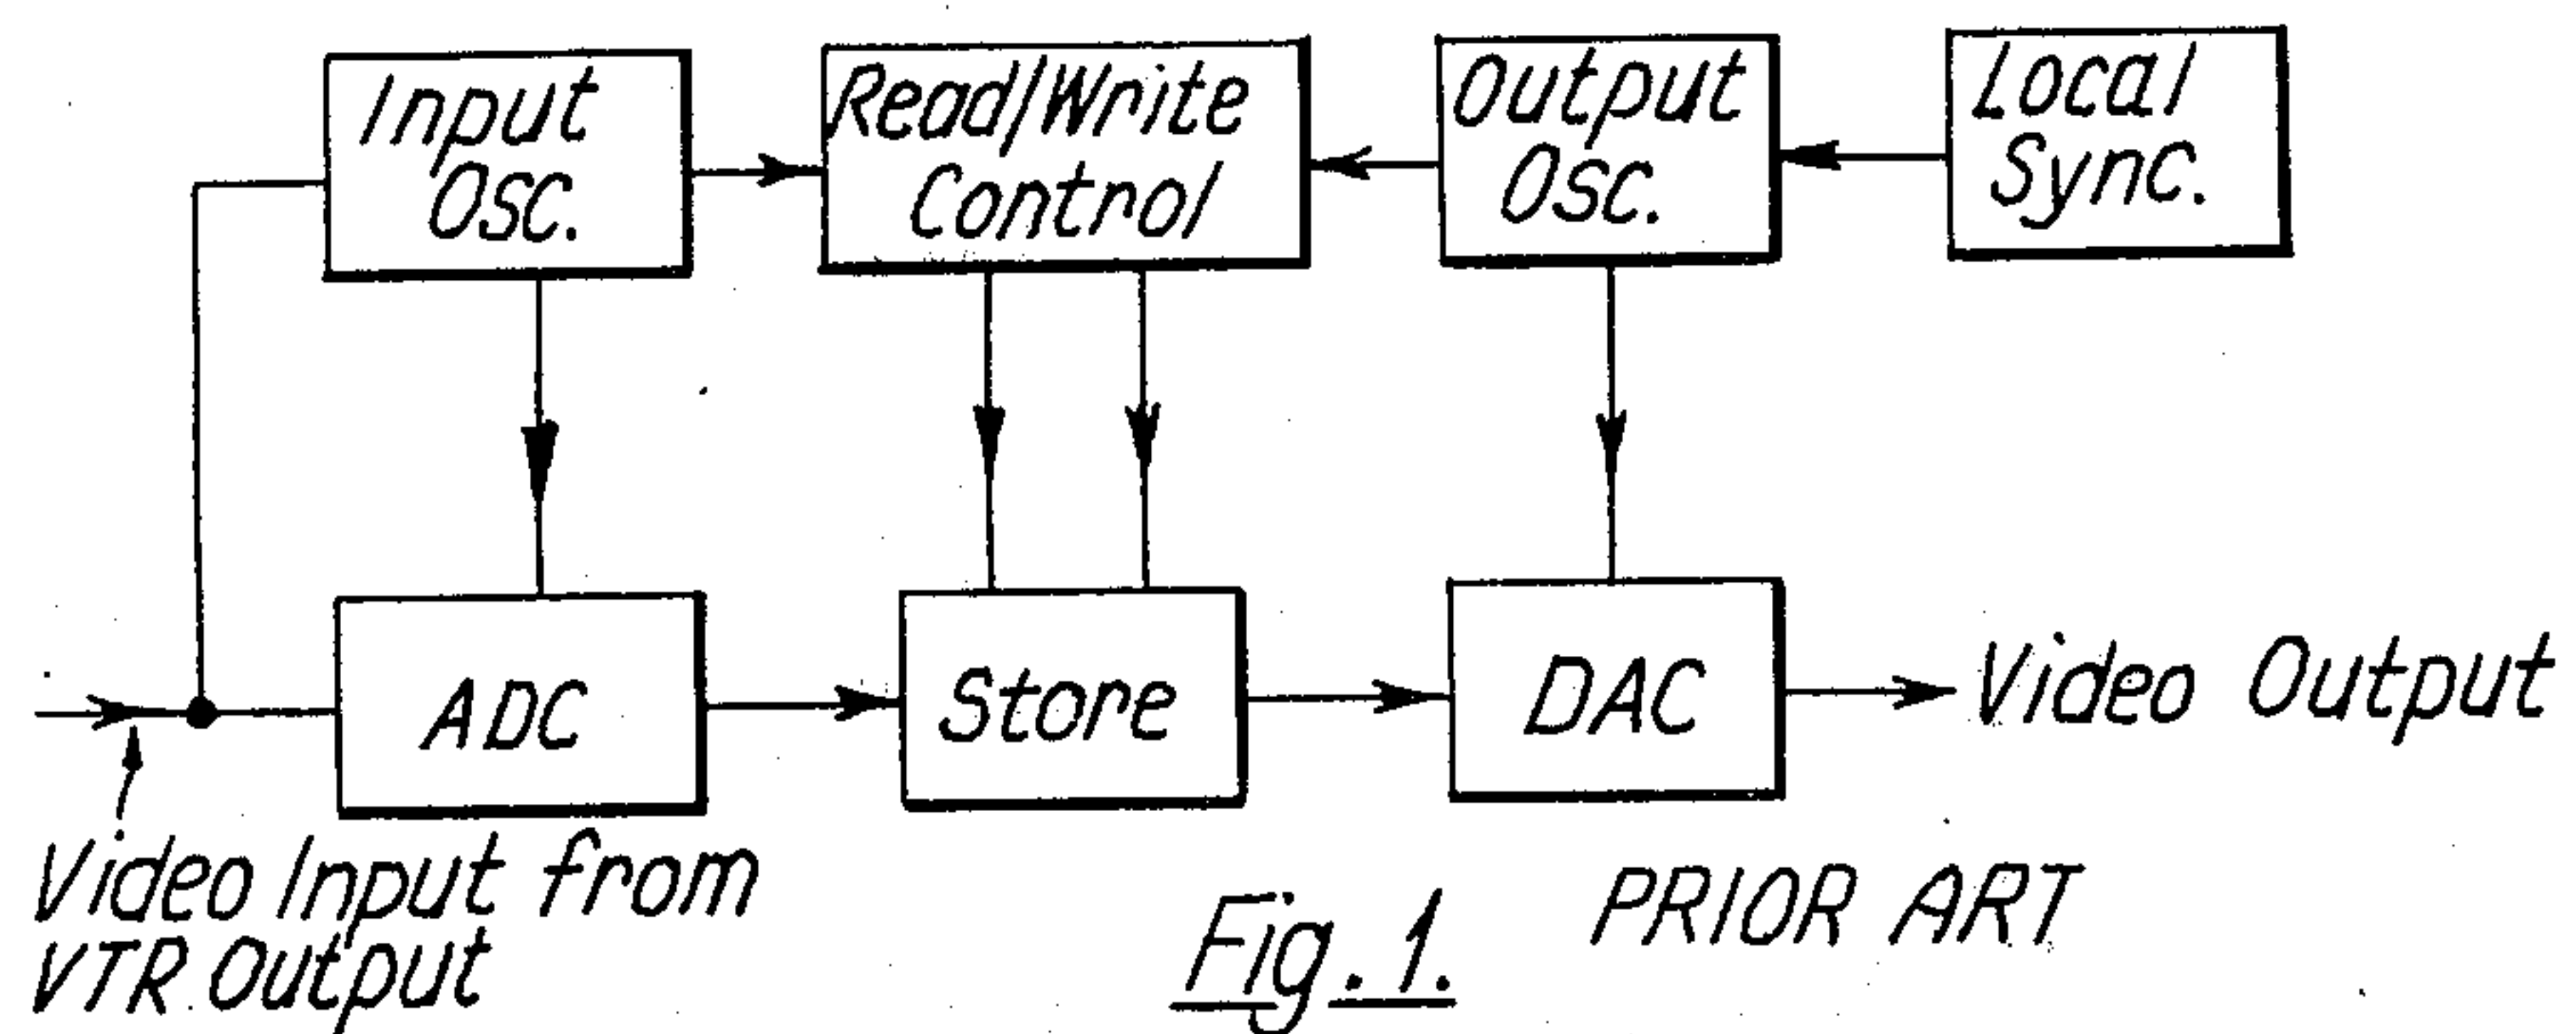 Input
Osc.
Read/Write
Control
Output
Osc.
Local
Sync.
ADC
Store
DAC
Video Output
Video Input from
VTR Output
Fig. 1.
PRIOR ART